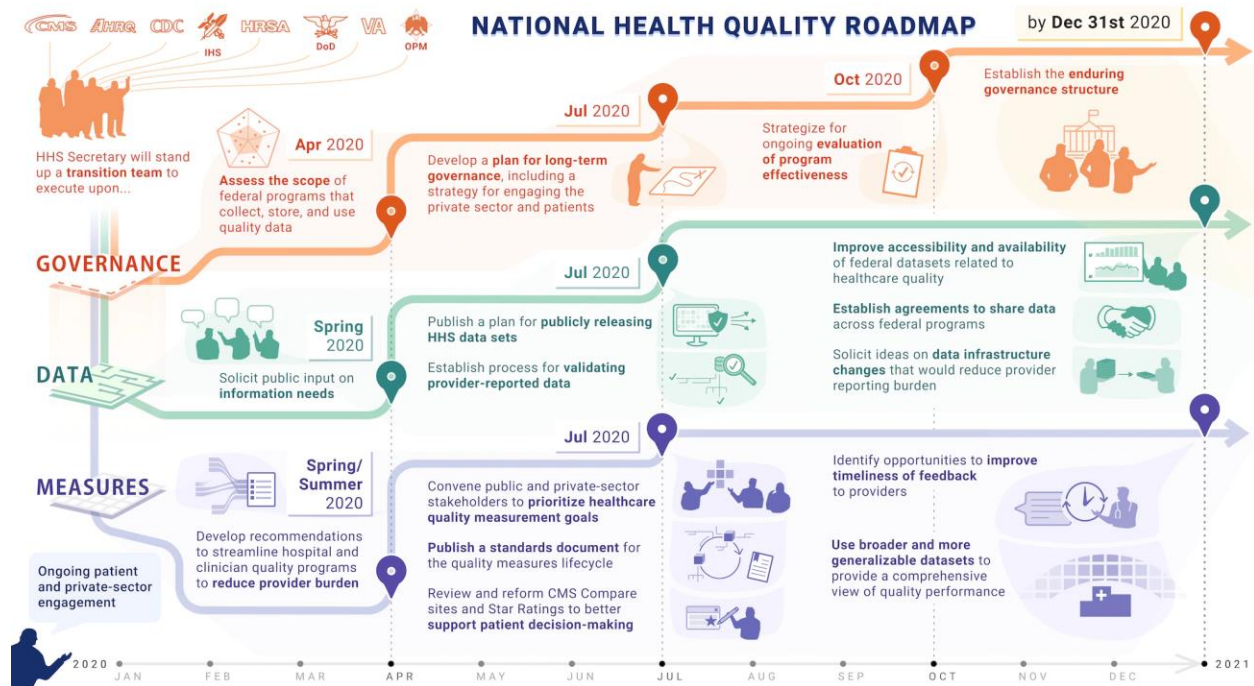 CMS AHRQ CDC IHS HRSA DoD VA OPM
NATIONAL HEALTH QUALITY ROADMAP
by Dec 31st 2020
HHS Secretary will stand
up a transition team to
execute upon...
GOVERNANCE
Apr 2020
Assess the scope of
federal programs that
collect, store, and use
quality data
Jul 2020
Develop a plan for long-term
governance, including a
strategy for engaging the
private sector and patients
Oct 2020
Strategize for
ongoing evaluation
of program
effectiveness
Establish the enduring
governance structure
DATA
Spring
2020
Solicit public input on
information needs
Jul 2020
Publish a plan for publicly releasing
HHS data sets
Establish process for validating
provider-reported data
Improve accessibility and availability
of federal datasets related to
healthcare quality
Establish agreements to share data
across federal programs
Solicit ideas on data infrastructure
changes that would reduce provider
reporting burden
MEASURES
Spring/
Summer
2020
Develop recommendations
to streamline hospital and
clinician quality programs
to reduce provider burden
Jul 2020
Convene public and private-sector
stakeholders to prioritize healthcare
quality measurement goals
Publish a standards document for
the quality measures lifecycle
Review and reform CMS Compare
sites and Star Ratings to better
support patient decision-making
Identify opportunities to improve
timeliness of feedback
to providers
Use broader and more
generalizable datasets to
provide a comprehensive
view of quality performance
Ongoing patient
and private-sector
engagement
2020 JAN FEB MAR APR MAY JUN JUL AUG SEP OCT NOV DEC 2021